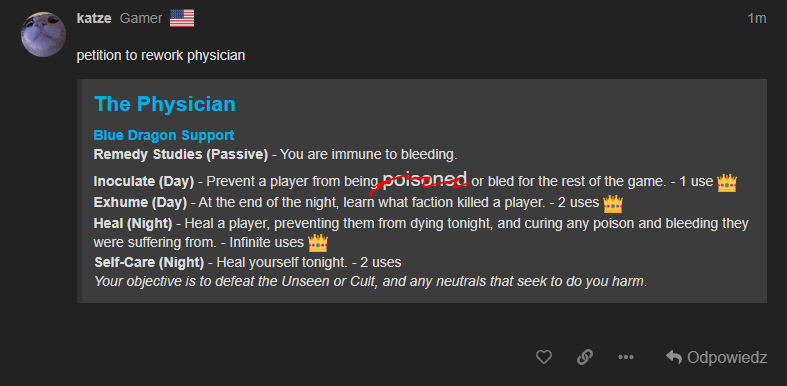 katze Gamer 1m
petition to rework physician
The Physician
Blue Dragon Support
Remedy Studies (Passive) - You are immune to bleeding.
Inoculate (Day) - Prevent a player from being poisoned or bled for the rest of the game. - 1 use
Exhume (Day) - At the end of the night, learn what faction killed a player. - 2 uses
Heal (Night) - Heal a player, preventing them from dying tonight, and curing any poison and bleeding they
were suffering from. - Infinite uses
Self-Care (Night) - Heal yourself tonight. - 2 uses
Your objective is to defeat the Unseen or Cult, and any neutrals that seek to do you harm.
Odpowiedz